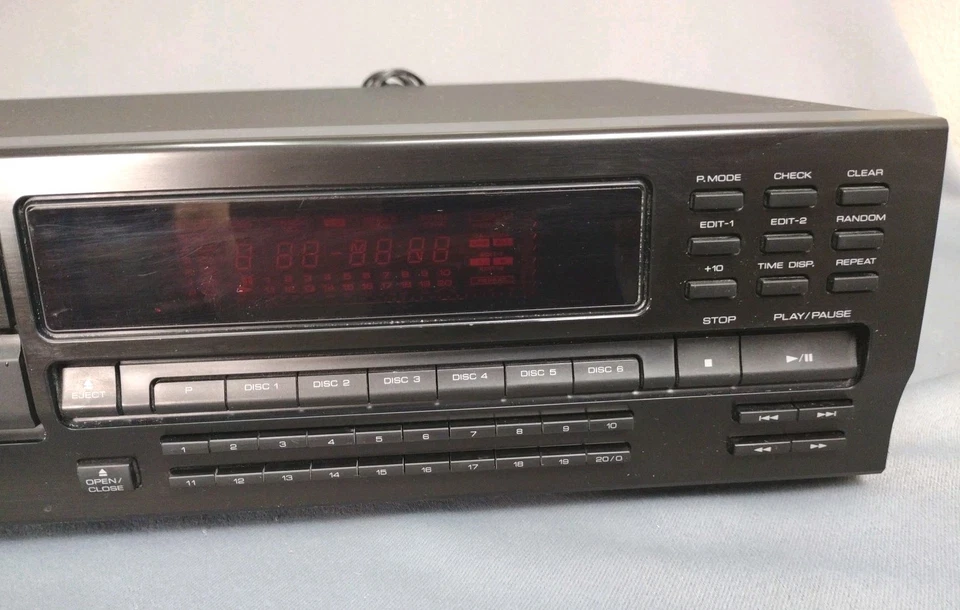 P.MODE CHECK CLEAR
EDIT-1 EDIT-2 RANDOM
+10 TIME DISP. REPEAT
STOP PLAY/PAUSE
EJECT
P DISC 1 DISC 2 DISC 3 DISC 4 DISC 5 DISC 6
1 2 3 4 5 6 7 8 9 10
OPEN/
CLOSE
11 12 13 14 15 16 17 18 19 20/0